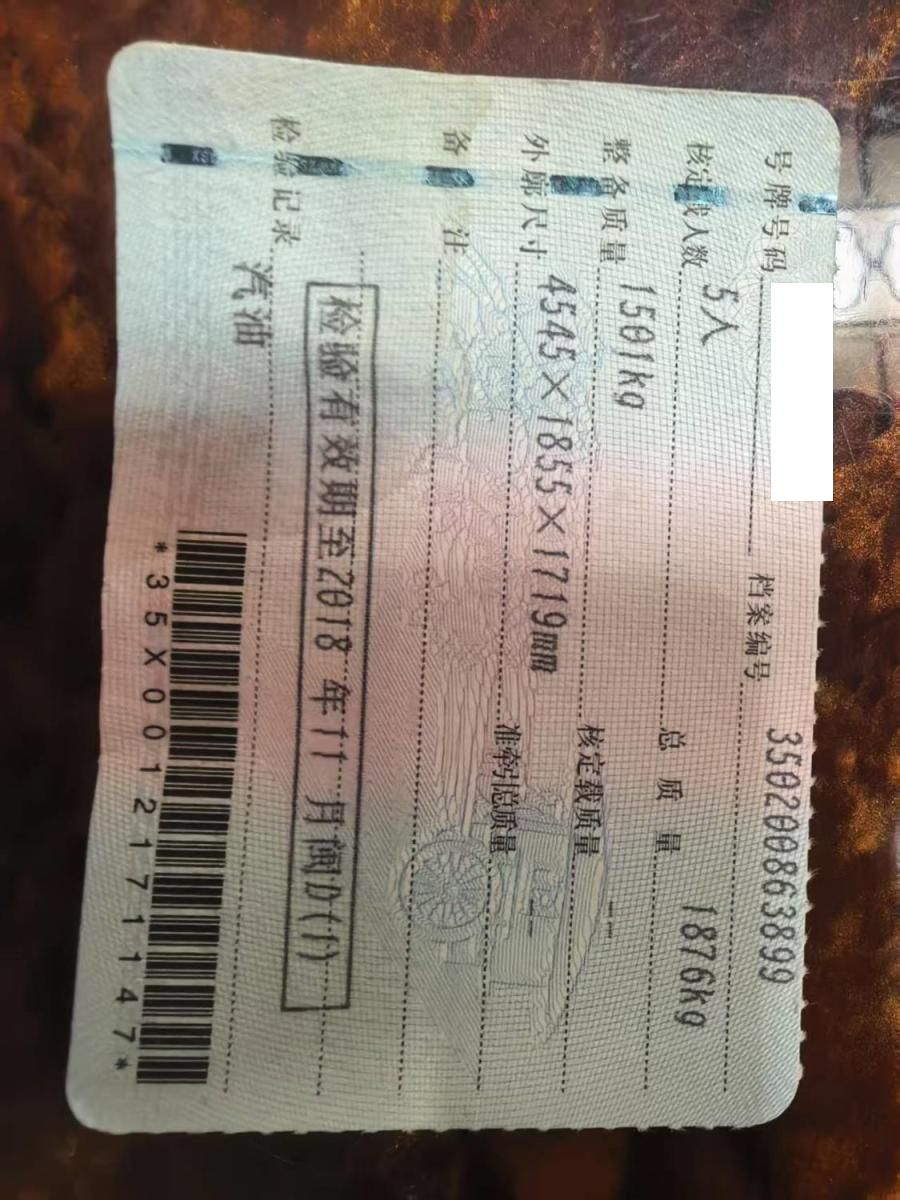 号牌号码 档案编号 350200863899
核定载人数 5人 总质量 1876kg
整备质量 1501kg 核定载质量 --
外廓尺寸 4545×1855×1719mm 准牵引总质量 --
备注
检验有效期至2018年11月闽D(1)
检验记录
汽油
*35X0012171147*